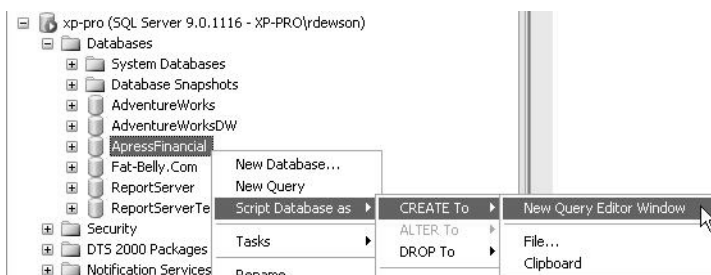 xp-pro (SQL Server 9.0.1116 - XP-PRO\rdewson)
Databases
System Databases
Database Snapshots
AdventureWorks
AdventureWorksDW
ApressFinancial
Fat-Belly.Com
ReportServer
ReportServerTe
Security
DTS 2000 Packages
Notification Services
New Database...
New Query
Script Database as
Tasks
Rename
CREATE To
ALTER To
DROP To
New Query Editor Window
File...
Clipboard